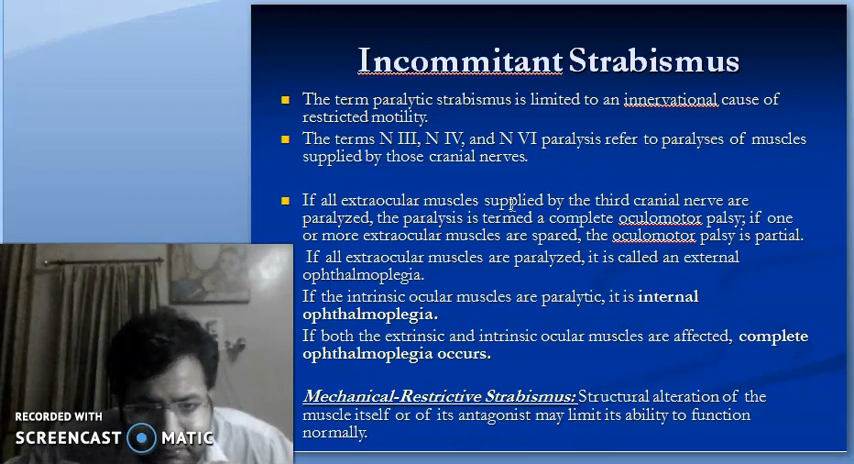 Incommitant Strabismus
The term paralytic strabismus is limited to an innervational cause of
restricted motility.
The terms N III, N IV, and N VI paralysis refer to paralyses of muscles
supplied by those cranial nerves.
If all extraocular muscles supplied by the third cranial nerve are
paralyzed, the paralysis is termed a complete oculomotor palsy; if one
or more extraocular muscles are spared, the oculomotor palsy is partial.
If all extraocular muscles are paralyzed, it is called an external
ophthalmoplegia.
If the intrinsic ocular muscles are paralytic, it is internal
ophthalmoplegia.
If both the extrinsic and intrinsic ocular muscles are affected, complete
ophthalmoplegia occurs.
Mechanical-Restrictive Strabismus: Structural alteration of the
muscle itself or of its antagonist may limit its ability to function
normally.
RECORDED WITH
SCREENCAST MATIC